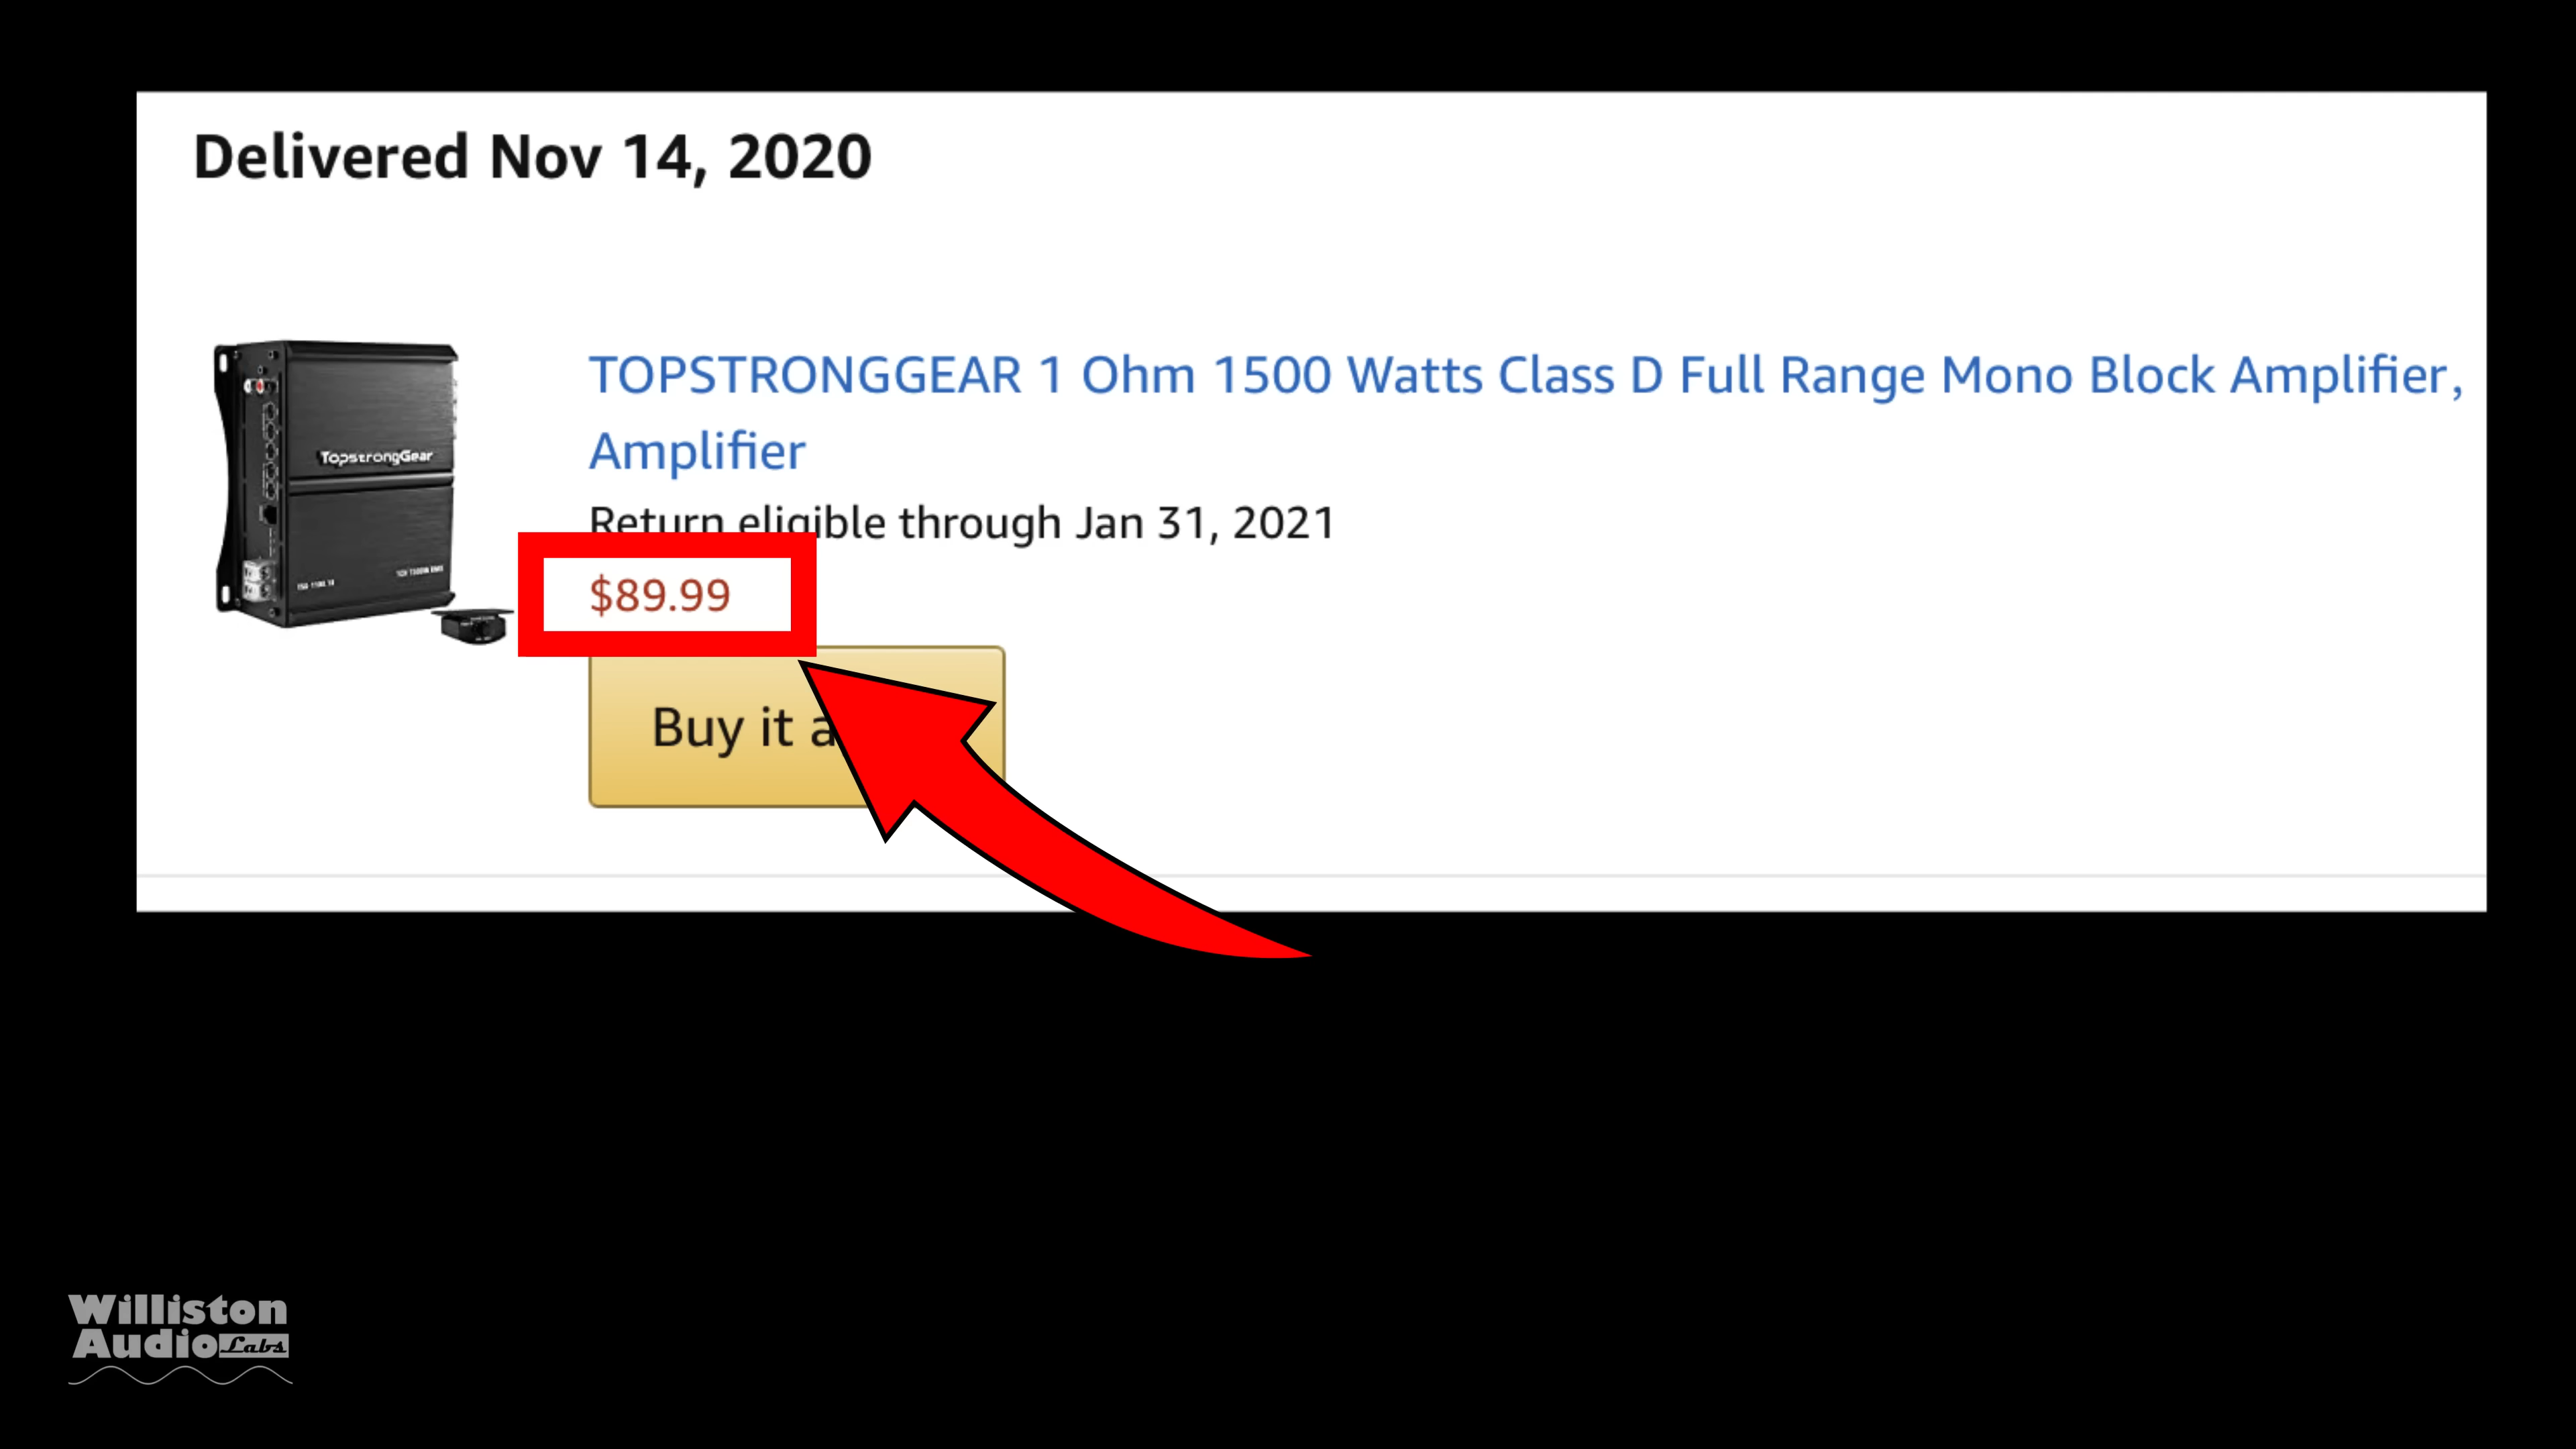 Delivered Nov 14, 2020
TOPSTRONGGEAR 1 Ohm 1500 Watts Class D Full Range Mono Block Amplifier,
Amplifier
TopstrongGear
Return eligible through Jan 31, 2021
$89.99
Buy it a
Williston
Audio Labs